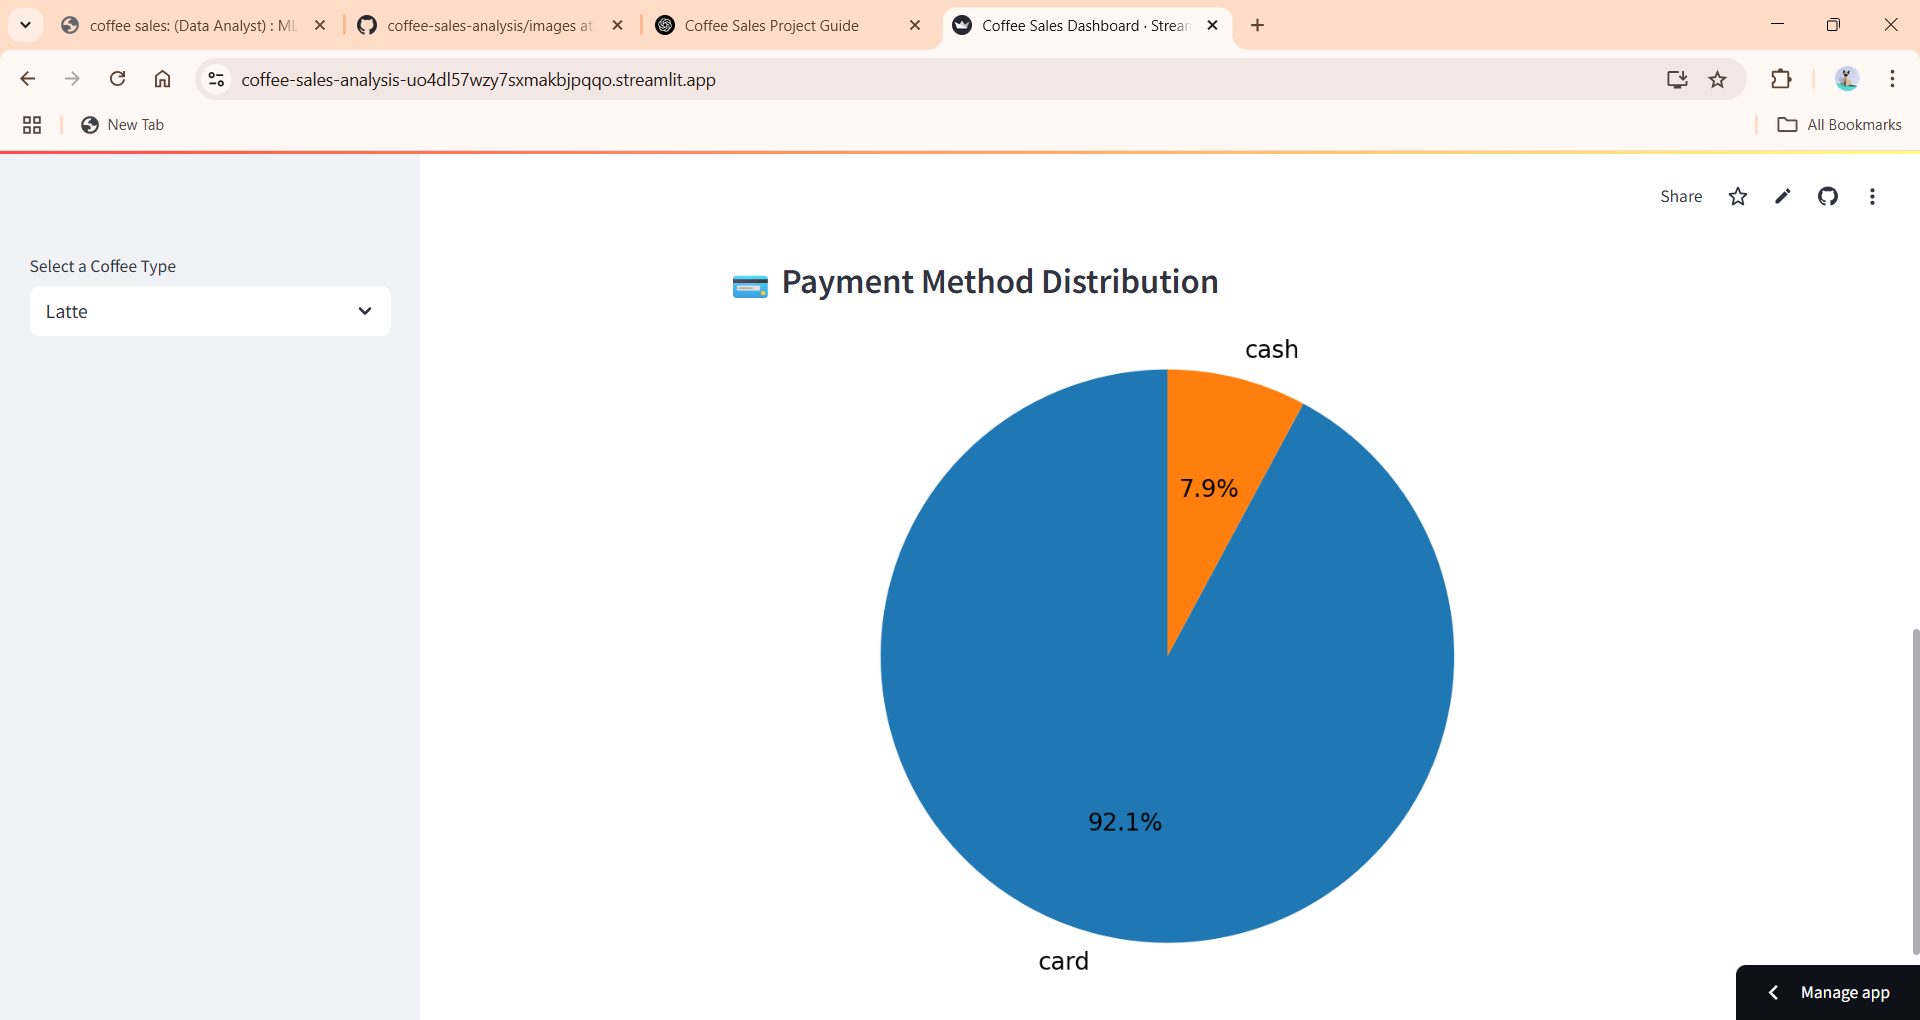 coffee sales: (Data Analyst) : ML
coffee-sales-analysis/images at
Coffee Sales Project Guide
Coffee Sales Dashboard · Stream
coffee-sales-analysis-uo4dl57wzy7sxmakbjpqqo.streamlit.app
New Tab
All Bookmarks
Share
Select a Coffee Type
Latte
Payment Method Distribution
cash
7.9%
92.1%
card
Manage app